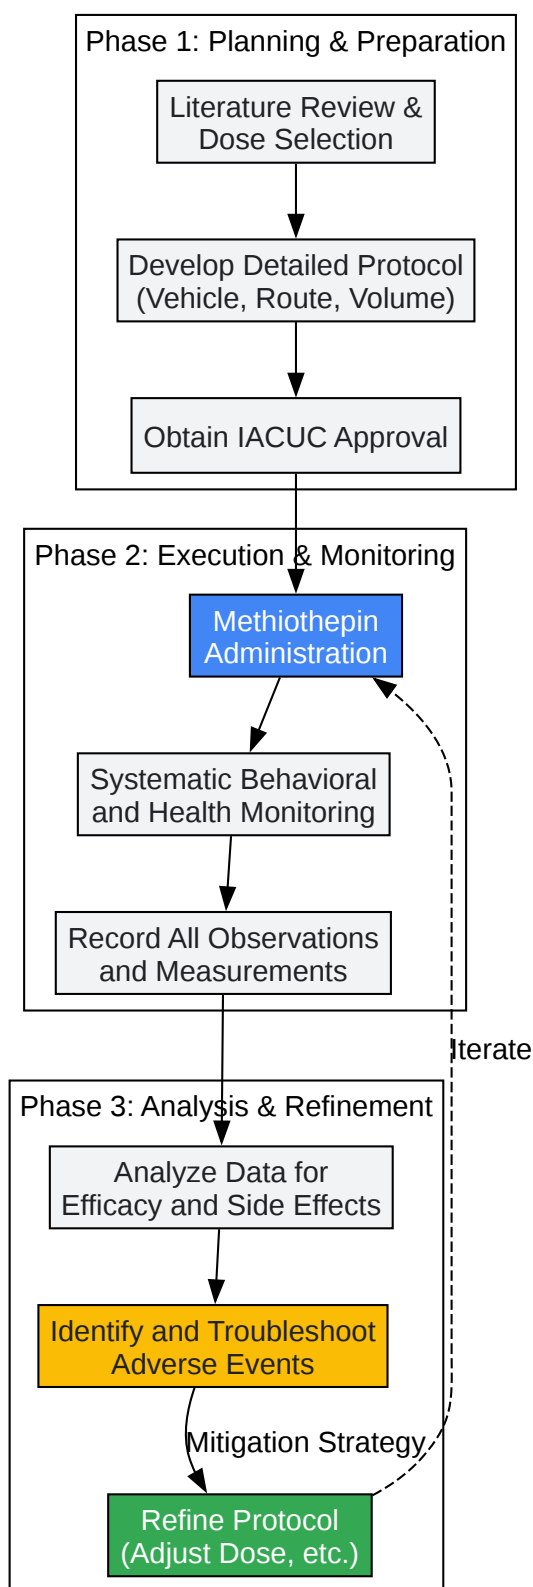 Phase 1: Planning & Preparation
Literature Review &
Dose Selection
Develop Detailed Protocol
(Vehicle, Route, Volume)
Obtain IACUC Approval
Phase 2: Execution & Monitoring
Methiothepin
Administration
Systematic Behavioral
and Health Monitoring
Record All Observations
and Measurements
Iterate
Phase 3: Analysis & Refinement
Analyze Data for
Efficacy and Side Effects
Identify and Troubleshoot
Adverse Events
Mitigation Strategy
Refine Protocol
(Adjust Dose, etc.)